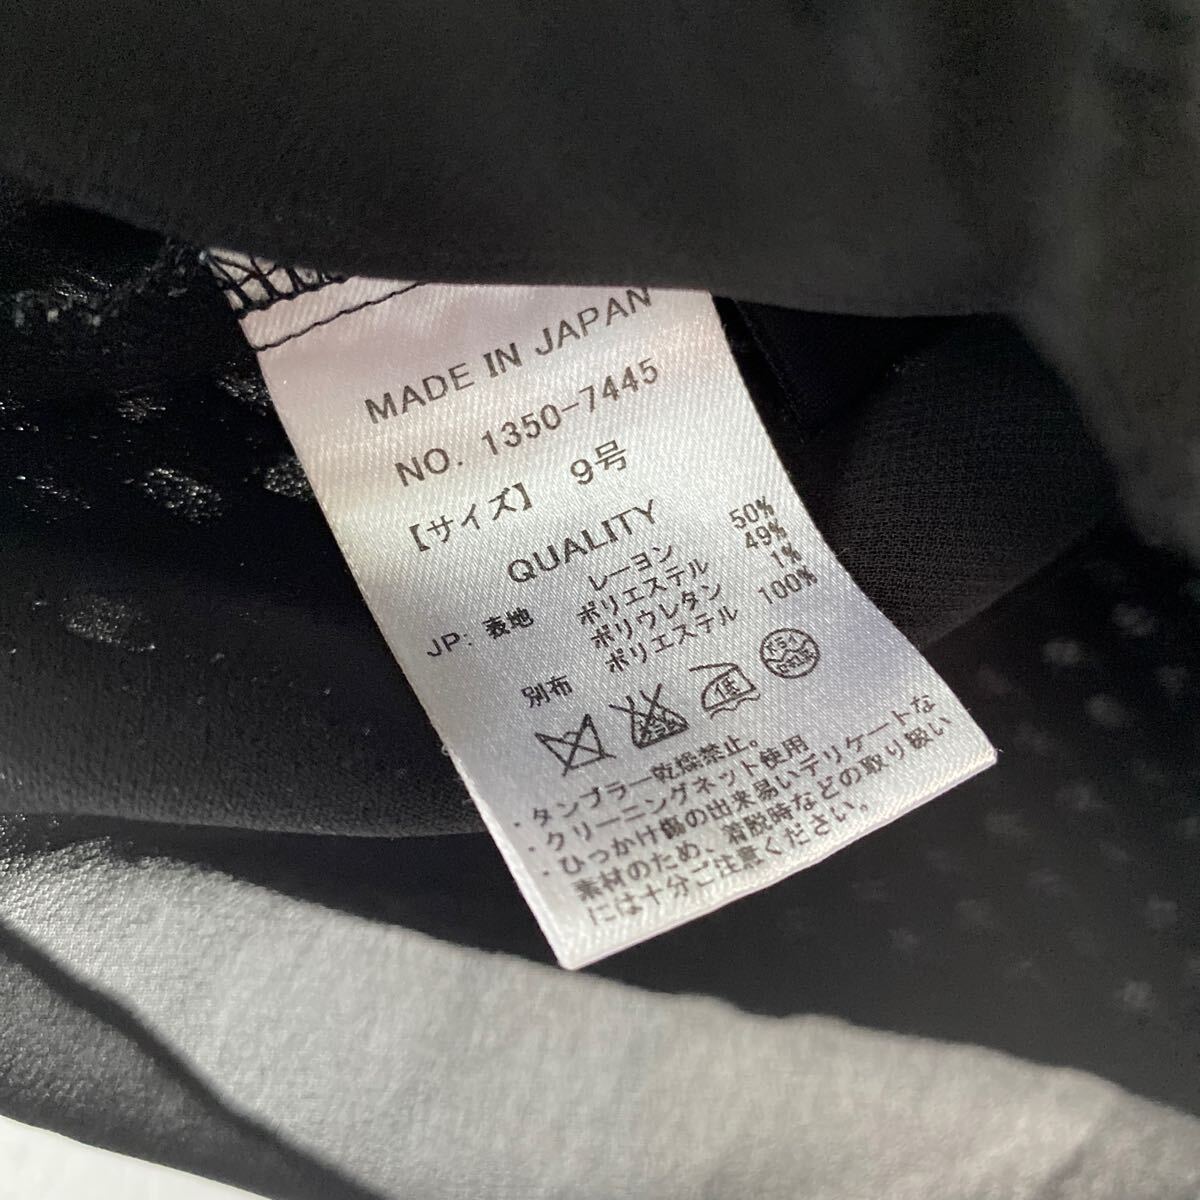 MADE IN JAPAN
NO. 1350-7445
【サイズ】 9号
QUALITY
JP: 表地 レーヨン 50%
ポリエステル 49%
ポリウレタン 1%
別布 ポリエステル 100%
低 ドライ
・タンブラー乾燥禁止。
・クリーニングネット使用
・ひっかけ傷の出来易いデリケートな
素材のため、着脱時などの取り扱い
には十分ご注意ください。